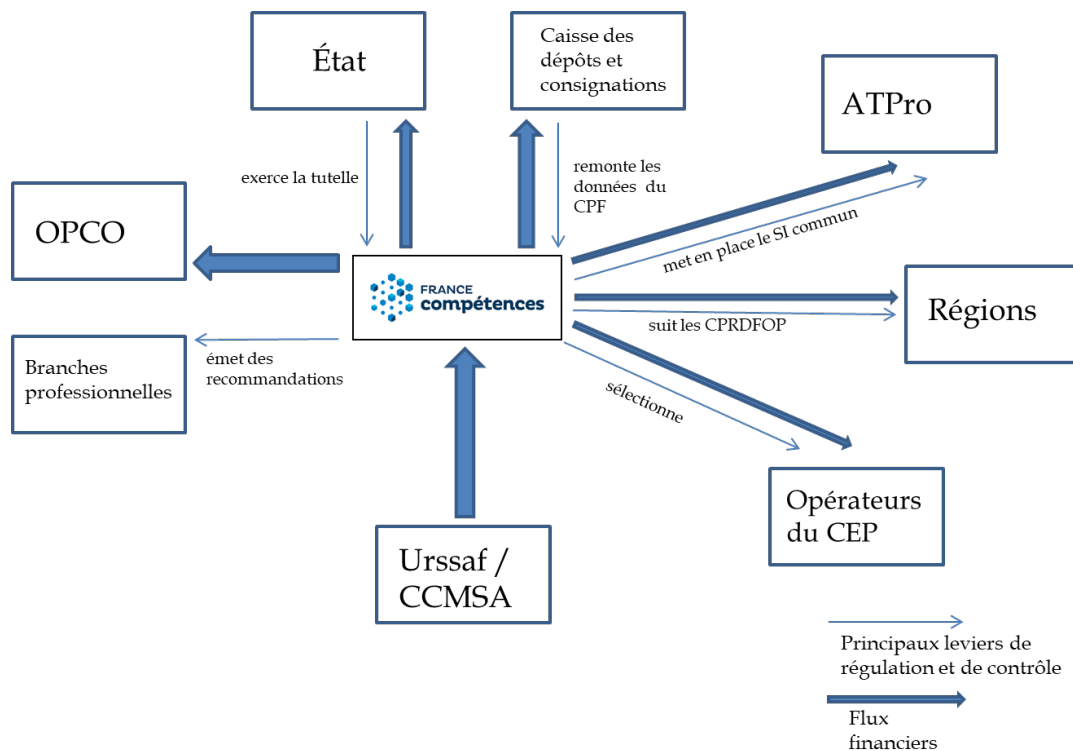 État
Caisse des
dépôts et
consignations
ATPro
exerce la tutelle
remonte les
données du
CPF
OPCO
met en place le SI commun
FRANCE
compétences
Régions
suit les CPRDFOP
Branches
professionnelles
émet des
recommandations
sélectionne
Opérateurs
du CEP
Urssaf /
CCMSA
Principaux leviers de
régulation et de contrôle
Flux
financiers